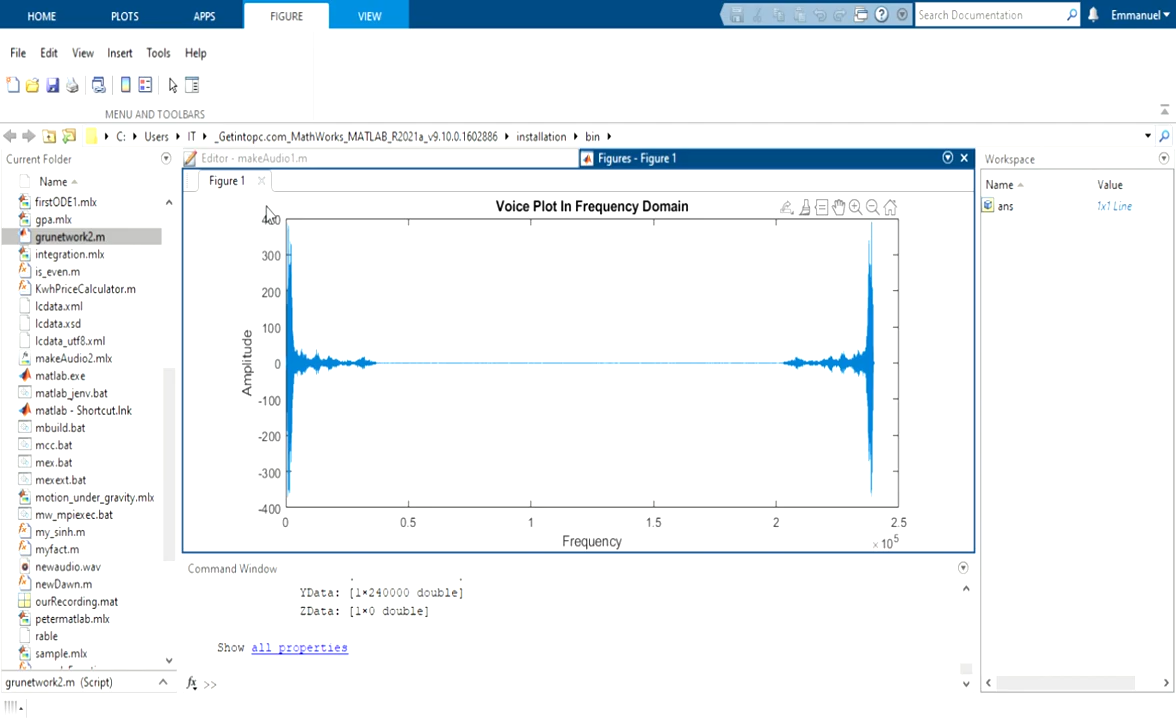 HOME PLOTS APPS FIGURE VIEW Search Documentation Emmanuel
File Edit View Insert Tools Help
MENU AND TOOLBARS
C: Users IT _Getintopc.com_MathWorks_MATLAB_R2021a_v9.10.0.1602886 installation bin
Current Folder
Name
firstODE1.mlx
gpa.mlx
grunetwork2.m
integration.mlx
is_even.m
KwhPriceCalculator.m
lcdata.xml
lcdata.xsd
lcdata_utf8.xml
makeAudio2.mlx
matlab.exe
matlab_jenv.bat
matlab - Shortcut.lnk
mbuild.bat
mcc.bat
mex.bat
mexext.bat
motion_under_gravity.mlx
mw_mpiexec.bat
my_sinh.m
myfact.m
newaudio.wav
newDawn.m
ourRecording.mat
petermatlab.mlx
rable
sample.mlx
grunetwork2.m (Script)
Editor - makeAudio1.m
Figures - Figure 1
Figure 1
Voice Plot In Frequency Domain
Amplitude
400
300
200
100
0
-100
-200
-300
-400
0 0.5 1 1.5 2 2.5
Frequency
× 10^5
Command Window
YData: [1×240000 double]
ZData: [1×0 double]
Show all properties
fx >>
Workspace
Name Value
ans 1x1 Line